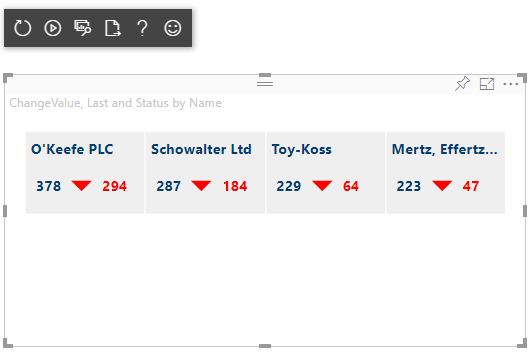 ?
ChangeValue, Last and Status by Name
O'Keefe PLC Schowalter Ltd Toy-Koss Mertz, Effertz...
378 294 287 184 229 64 223 47